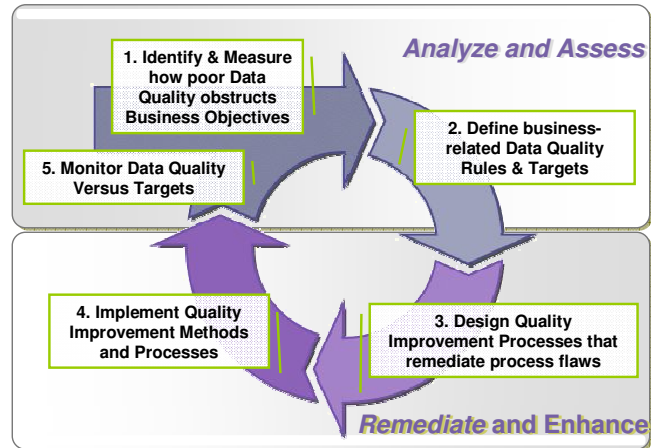 Analyze and Assess
1. Identify & Measure
how poor Data
Quality obstructs
Business Objectives
2. Define business-
related Data Quality
Rules & Targets
5. Monitor Data Quality
Versus Targets
4. Implement Quality
Improvement Methods
and Processes
3. Design Quality
Improvement Processes that
remediate process flaws
Remediate and Enhance